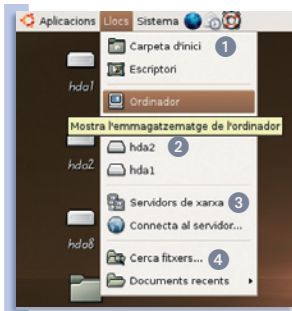 Aplicacions Llocs Sistema
Carpeta d'inici 1
Escriptori
hda1
Ordinador
Mostra l'emmagatzematge de l'ordinador
hda2 2
hda2
hda1
Servidors de xarxa 3
Connecta al servidor...
hdo8
Cerca fitxers... 4
Documents recents